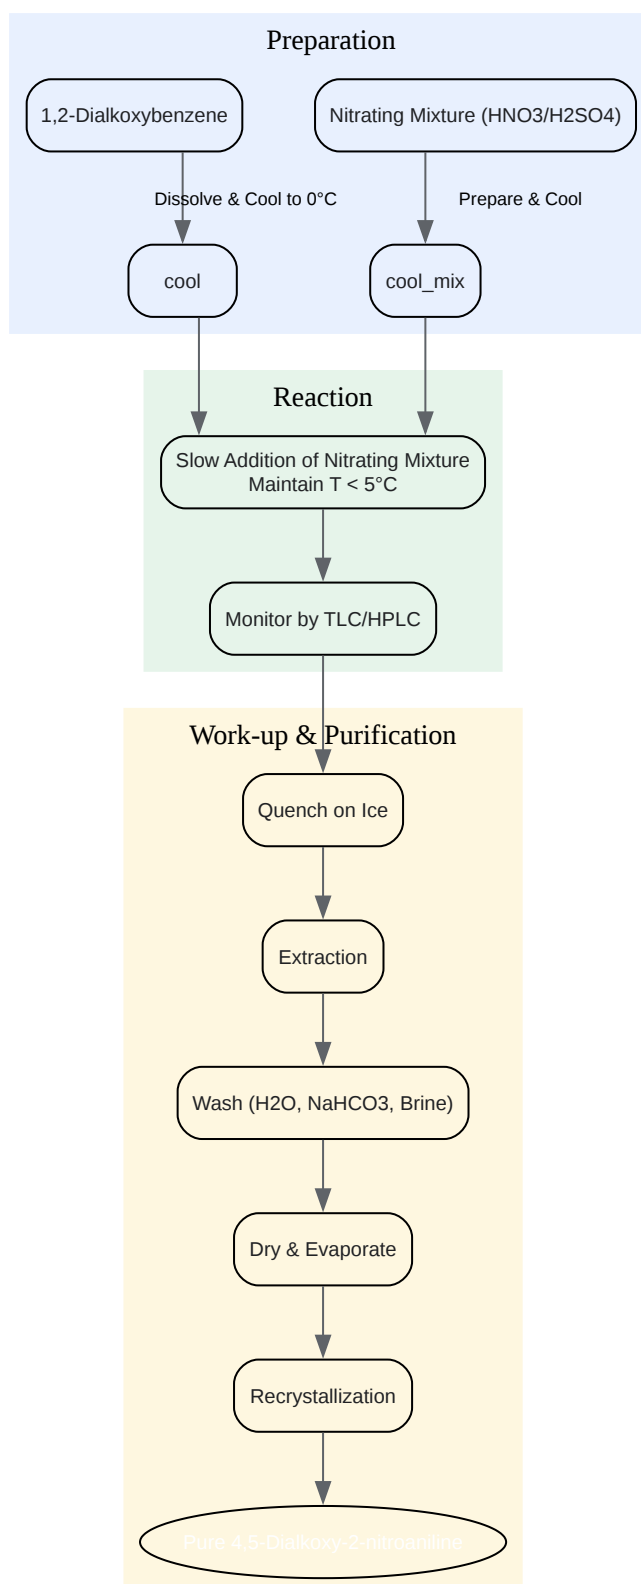 Preparation
1,2-Dialkoxybenzene
Nitrating Mixture (HNO3/H2SO4)
Dissolve & Cool to 0°C
Prepare & Cool
cool
cool_mix
Reaction
Slow Addition of Nitrating Mixture
Maintain T < 5°C
Monitor by TLC/HPLC
Work-up & Purification
Quench on Ice
Extraction
Wash (H2O, NaHCO3, Brine)
Dry & Evaporate
Recrystallization
Pure 4,5-Dialkoxy-2-nitroaniline